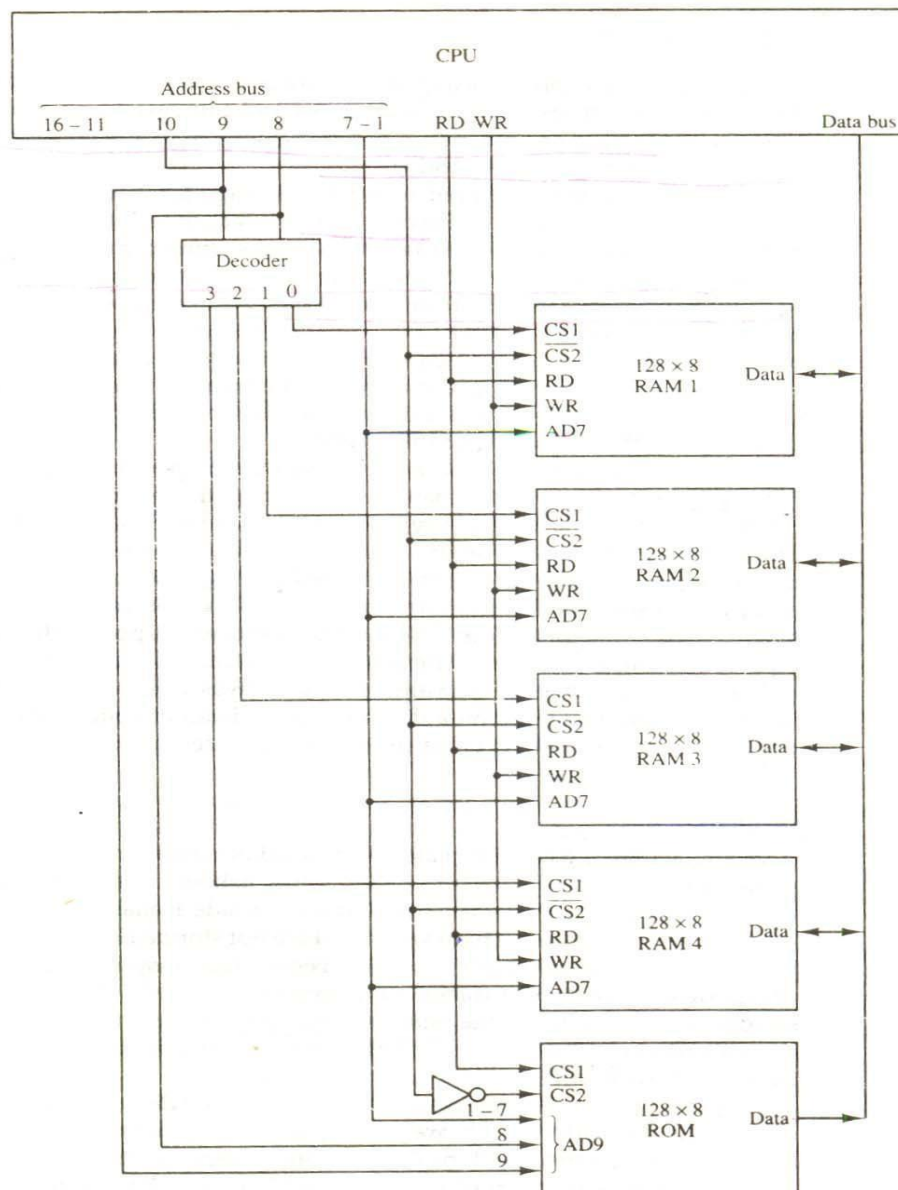 CPU
Address bus
16 – 11 10 9 8 7 – 1 RD WR Data bus
Decoder
3 2 1 0
CS1
CS2
RD
WR
AD7
128 × 8
RAM 1
Data
CS1
CS2
RD
WR
AD7
128 × 8
RAM 2
Data
CS1
CS2
RD
WR
AD7
128 × 8
RAM 3
Data
CS1
CS2
RD
WR
AD7
128 × 8
RAM 4
Data
CS1
CS2
1 – 7
8
9
AD9
128 × 8
ROM
Data